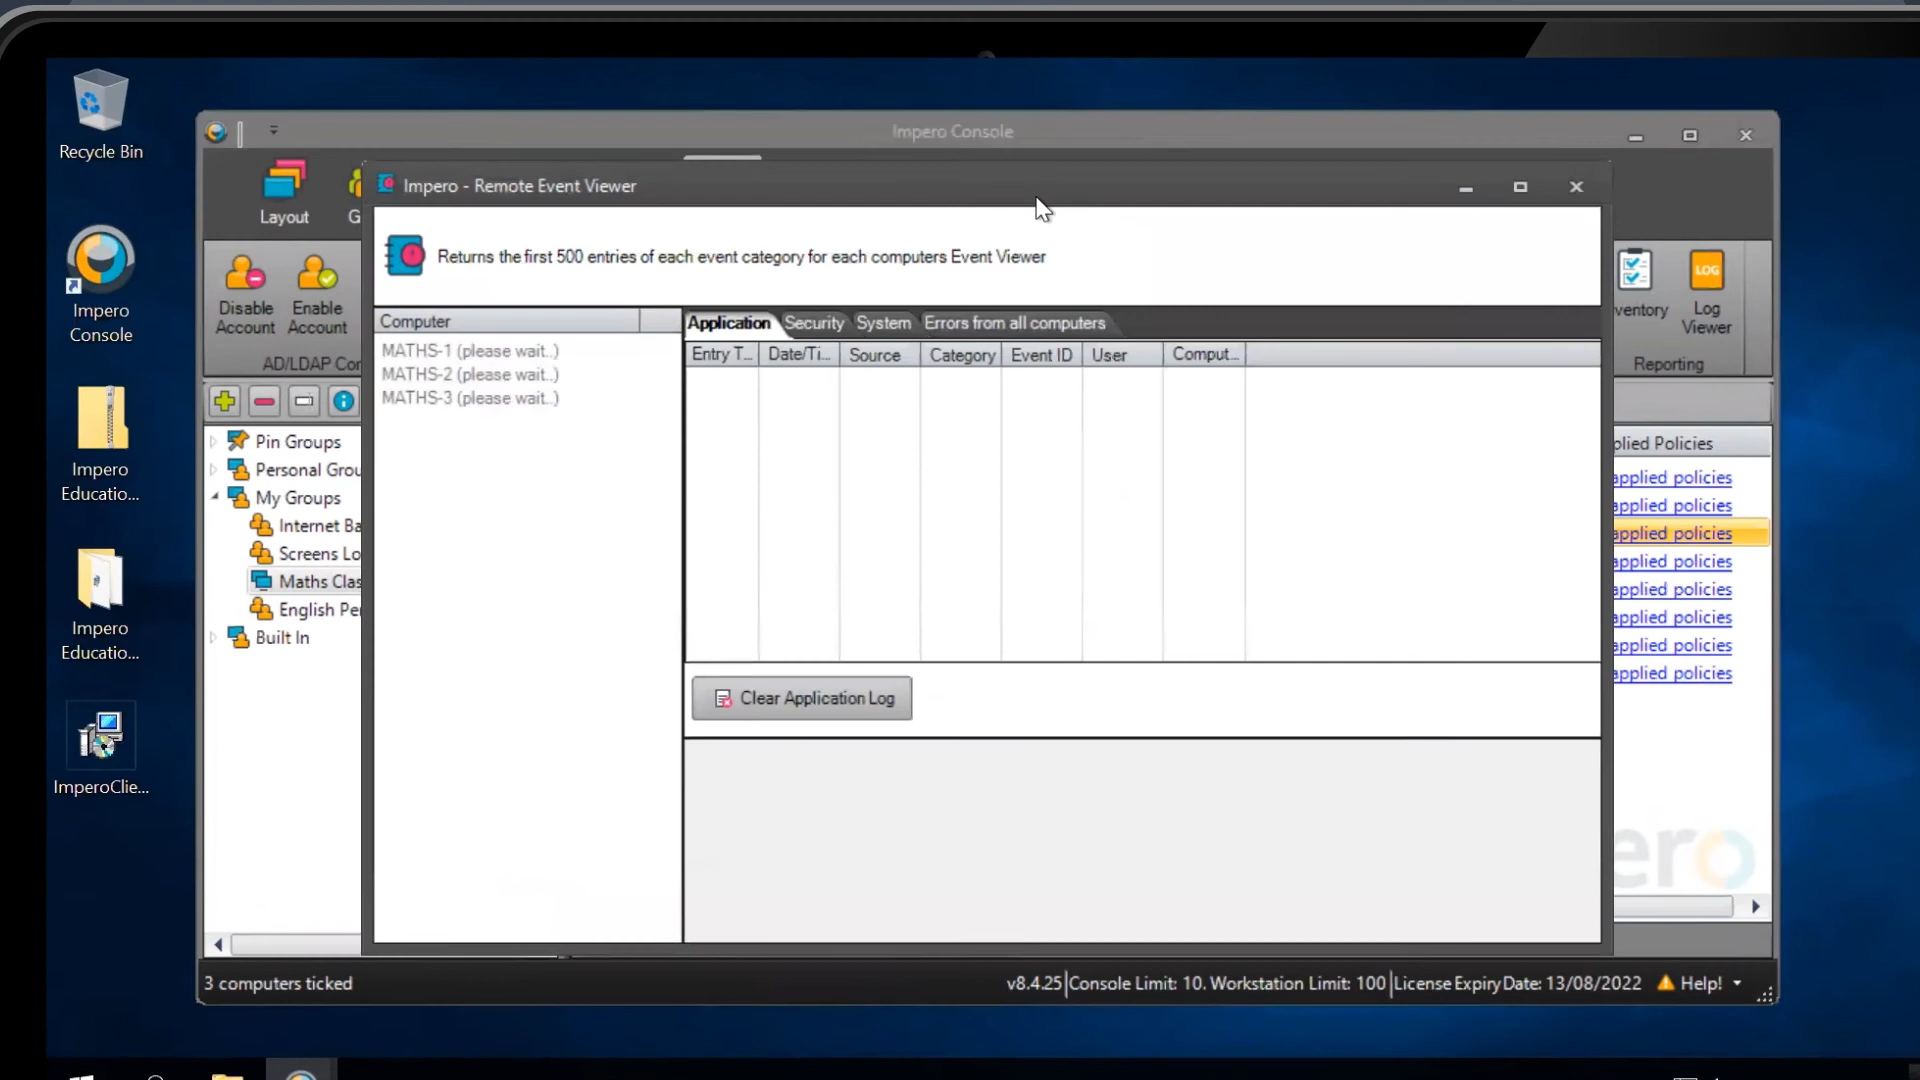 Recycle Bin
Impero
Console
Impero
Educatio...
Impero
Educatio...
ImperoClie...
Impero Console
Layout
G
Impero - Remote Event Viewer
Returns the first 500 entries of each event category for each computers Event Viewer
Disable
Account
Enable
Account
AD/LDAP Cor
ventory
LOG
Log
Viewer
Reporting
Computer
MATHS-1 (please wait..)
MATHS-2 (please wait..)
MATHS-3 (please wait..)
Application Security System Errors from all computers
Entry T... Date/Ti... Source Category Event ID User Comput...
Clear Application Log
Pin Groups
Personal Grou
My Groups
Internet Ba
Screens Lo
Maths Clas
English Per
Built In
plied Policies
applied policies
applied policies
applied policies
applied policies
applied policies
applied policies
applied policies
applied policies
ero
3 computers ticked
v8.4.25 Console Limit: 10. Workstation Limit: 100 License Expiry Date: 13/08/2022 Help!